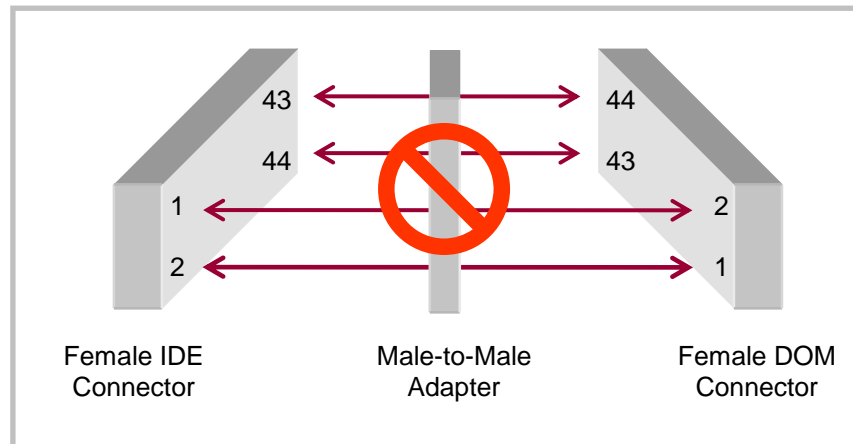 43
44
44
43
1
2
2
1
Female IDE
Connector
Male-to-Male
Adapter
Female DOM
Connector